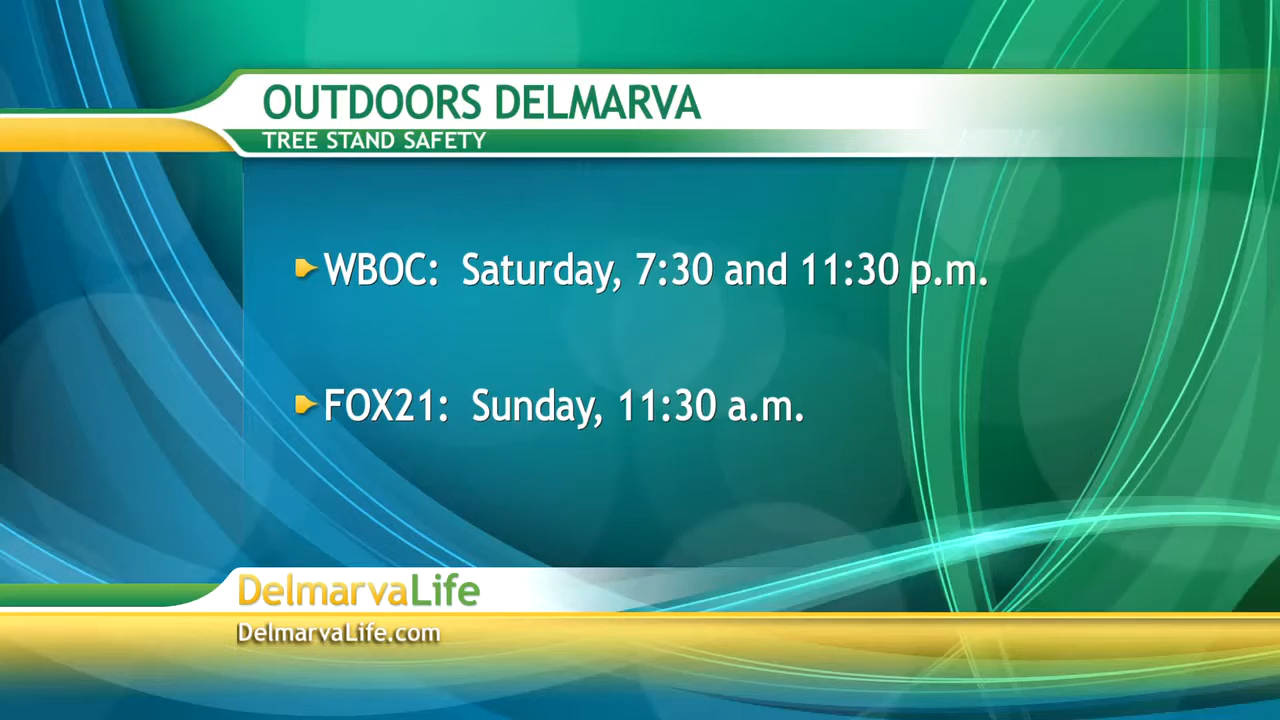 OUTDOORS DELMARVA
TREE STAND SAFETY
WBOC: Saturday, 7:30 and 11:30 p.m.
FOX21: Sunday, 11:30 a.m.
DelmarvaLife
DelmarvaLife.com